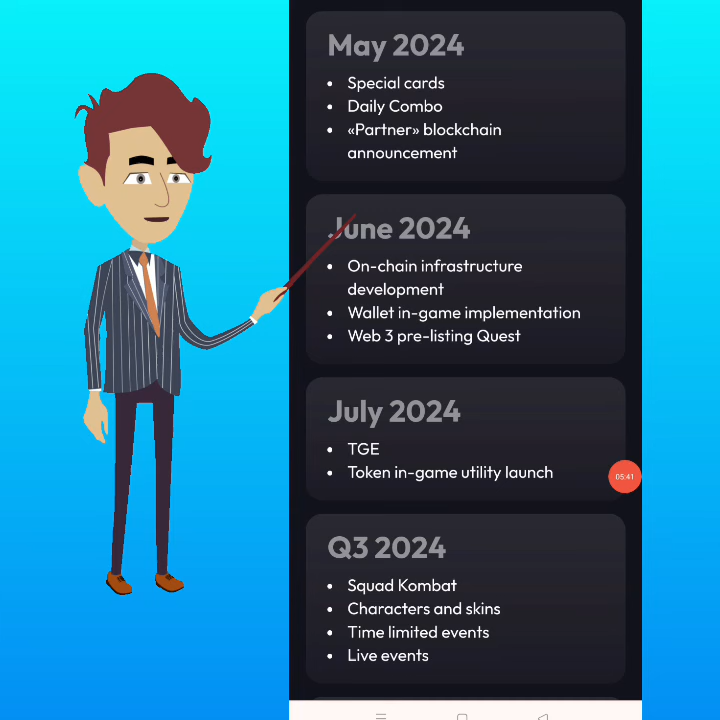 May 2024
• Special cards
• Daily Combo
• «Partner» blockchain
announcement
June 2024
• On-chain infrastructure
development
• Wallet in-game implementation
• Web 3 pre-listing Quest
July 2024
• TGE
• Token in-game utility launch
05:41
Q3 2024
• Squad Kombat
• Characters and skins
• Time limited events
• Live events